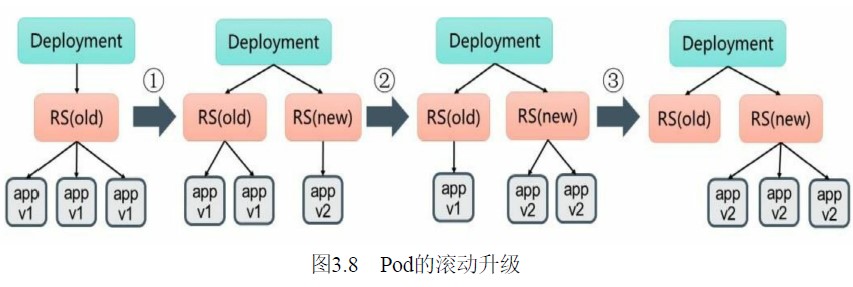 Deployment
Deployment
Deployment
Deployment
①
②
③
RS(old)
RS(old)
RS(new)
RS(old)
RS(new)
RS(old)
RS(new)
app
v1
app
v1
app
v1
app
v1
app
v1
app
v2
app
v1
app
v2
app
v2
app
v2
app
v2
app
v2
图3.8 Pod的滚动升级